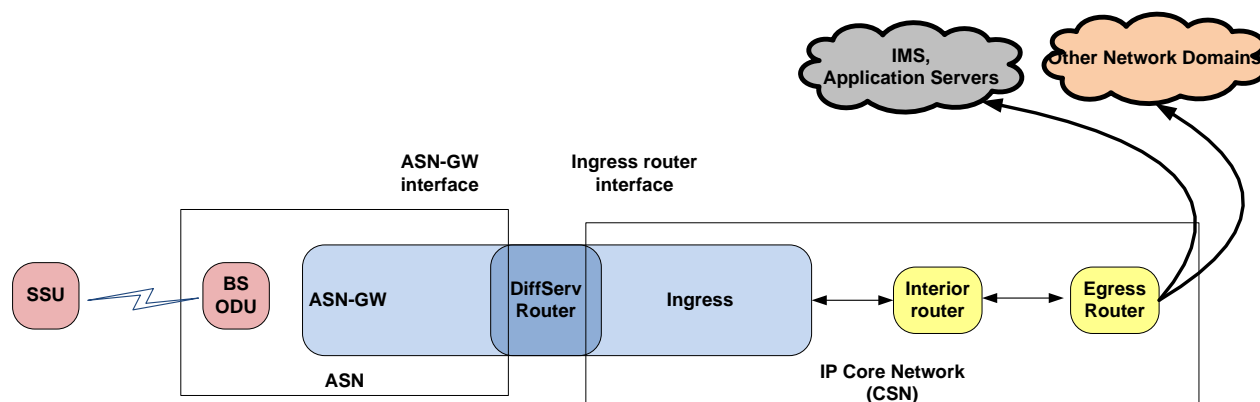 IMS,
Application Servers
Other Network Domains
ASN-GW
interface
Ingress router
interface
SSU
BS
ODU
ASN-GW
DiffServ
Router
Ingress
Interior
router
Egress
Router
ASN
IP Core Network
(CSN)